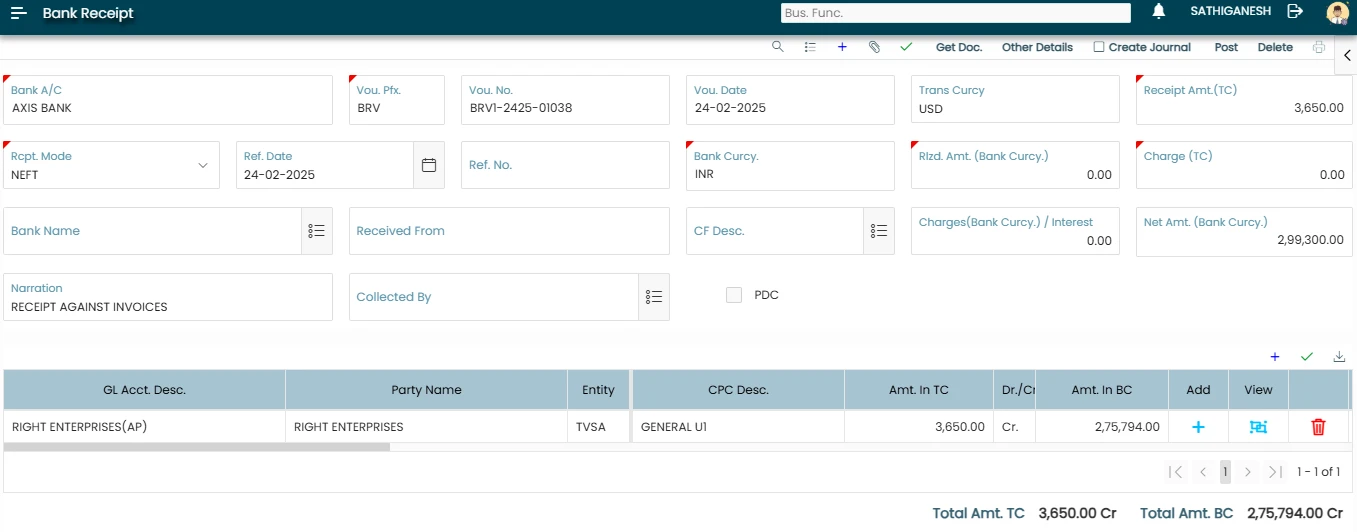 Bank Receipt
Bus. Func.
SATHIGANESH
Get Doc. Other Details Create Journal Post Delete
Bank A/C Vou. Pfx. Vou. No. Vou. Date Trans Curcy Receipt Amt.(TC)
AXIS BANK BRV BRV1-2425-01038 24-02-2025 USD 3,650.00
Rcpt. Mode Ref. Date Ref. No. Bank Curcy. Rlzd. Amt. (Bank Curcy.) Charge (TC)
NEFT 24-02-2025 INR 0.00 0.00
Bank Name Received From CF Desc. Charges(Bank Curcy.) / Interest Net Amt. (Bank Curcy.)
0.00 2,99,300.00
Narration Collected By PDC
RECEIPT AGAINST INVOICES
GL Acct. Desc. Party Name Entity CPC Desc. Amt. In TC Dr./Cr Amt. In BC Add View
RIGHT ENTERPRISES(AP) RIGHT ENTERPRISES TVSA GENERAL U1 3,650.00 Cr. 2,75,794.00
1 1 - 1 of 1
Total Amt. TC 3,650.00 Cr Total Amt. BC 2,75,794.00 Cr